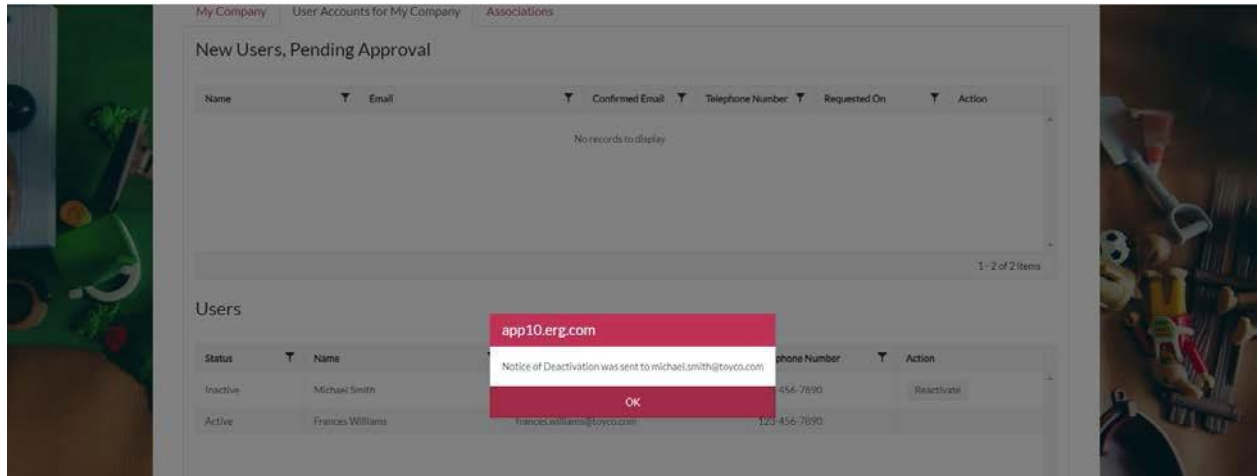 My Company User Accounts for My Company Associations
New Users, Pending Approval
Name Email Confirmed Email Telephone Number Requested On Action
No records to display
1 - 2 of 2 items
Users
app10.erg.com
Status Name phone Number Action
Notice of Deactivation was sent to michael.smith@toyco.com
Inactive Michael Smith 456-7890 Reactivate
OK
Active Frances Williams frances.williams@toyco.com 123-456-7890